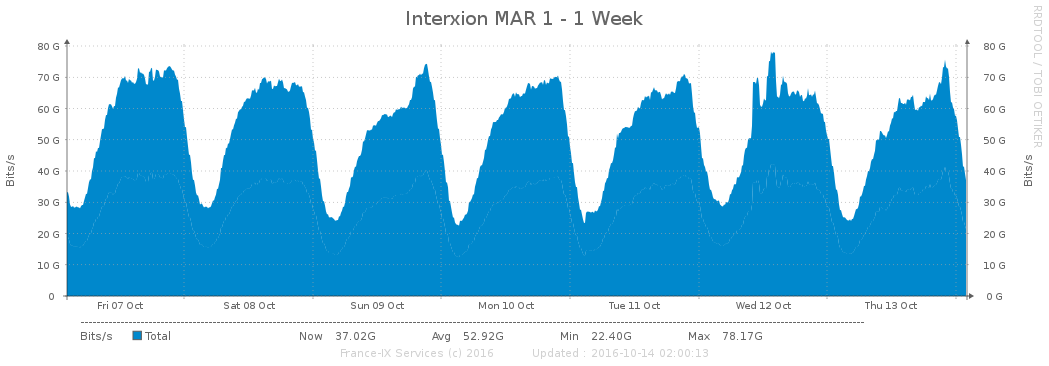 Interxion MAR 1 - 1 Week
RRDTOOL / TOBI OETIKER
Bits/s
80 G
70 G
60 G
50 G
40 G
30 G
20 G
10 G
0
80 G
70 G
60 G
50 G
40 G
30 G
20 G
10 G
0 G
Bits/s
Fri 07 Oct Sat 08 Oct Sun 09 Oct Mon 10 Oct Tue 11 Oct Wed 12 Oct Thu 13 Oct
Bits/s Total Now 37.02G Avg 52.92G Min 22.40G Max 78.17G
France-IX Services (c) 2016 Updated : 2016-10-14 02:00:13